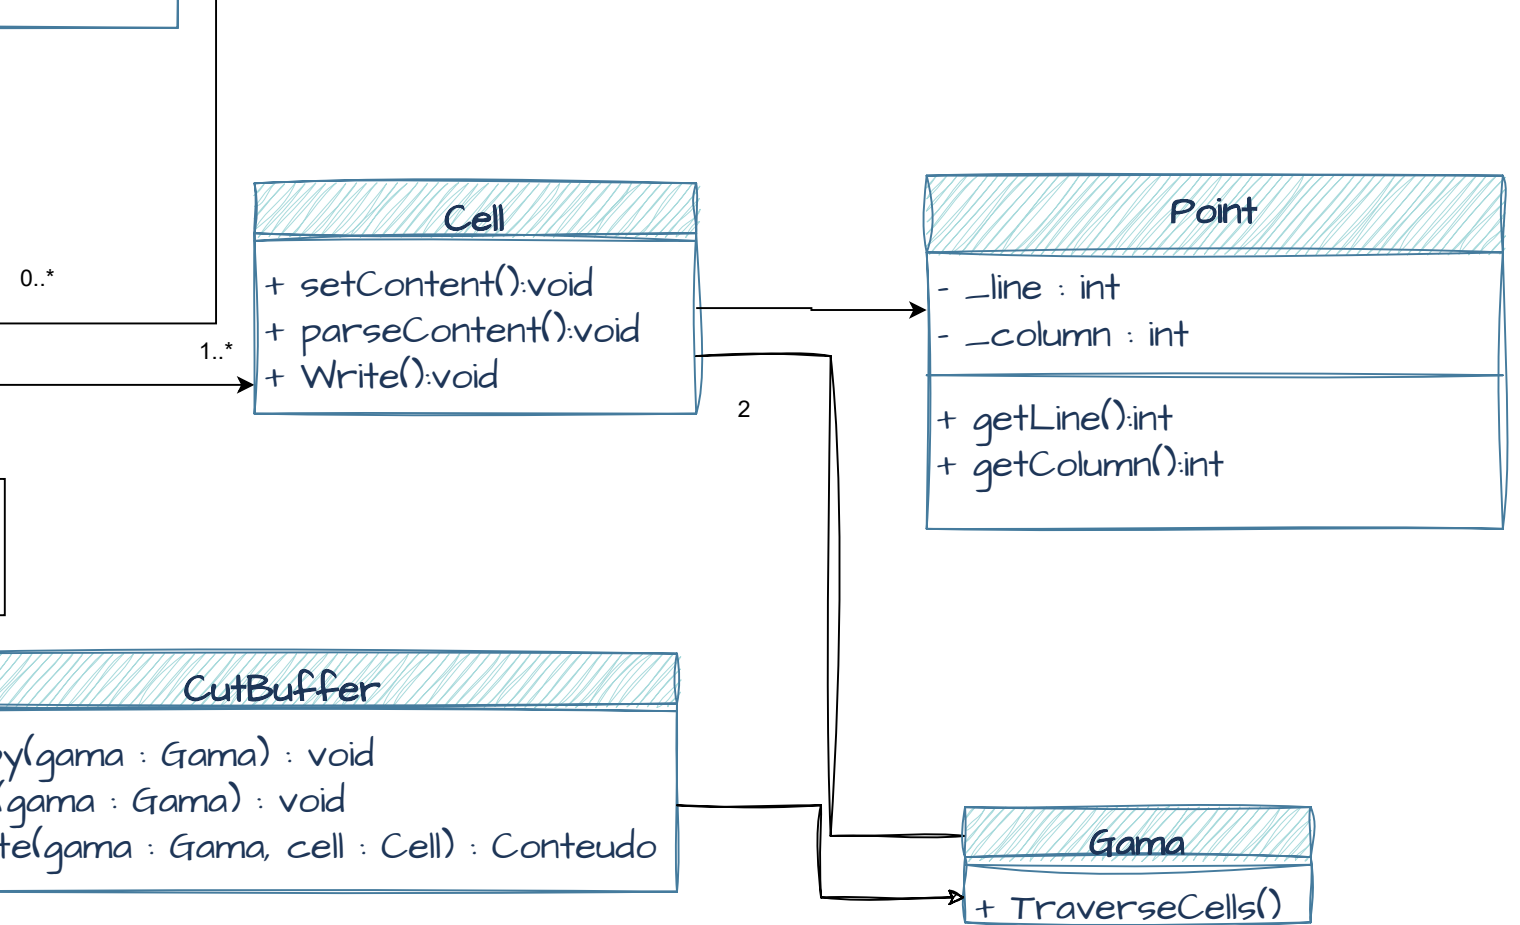 Cell
+ setContent():void
+ parseContent():void
+ Write():void
Point
- _line : int
- _column : int
+ getLine():int
+ getColumn():int
0..*
1..*
2
CutBuffer
y(gama : Gama) : void
(gama : Gama) : void
te(gama : Gama, cell : Cell) : Conteudo
Gama
+ TraverseCells()